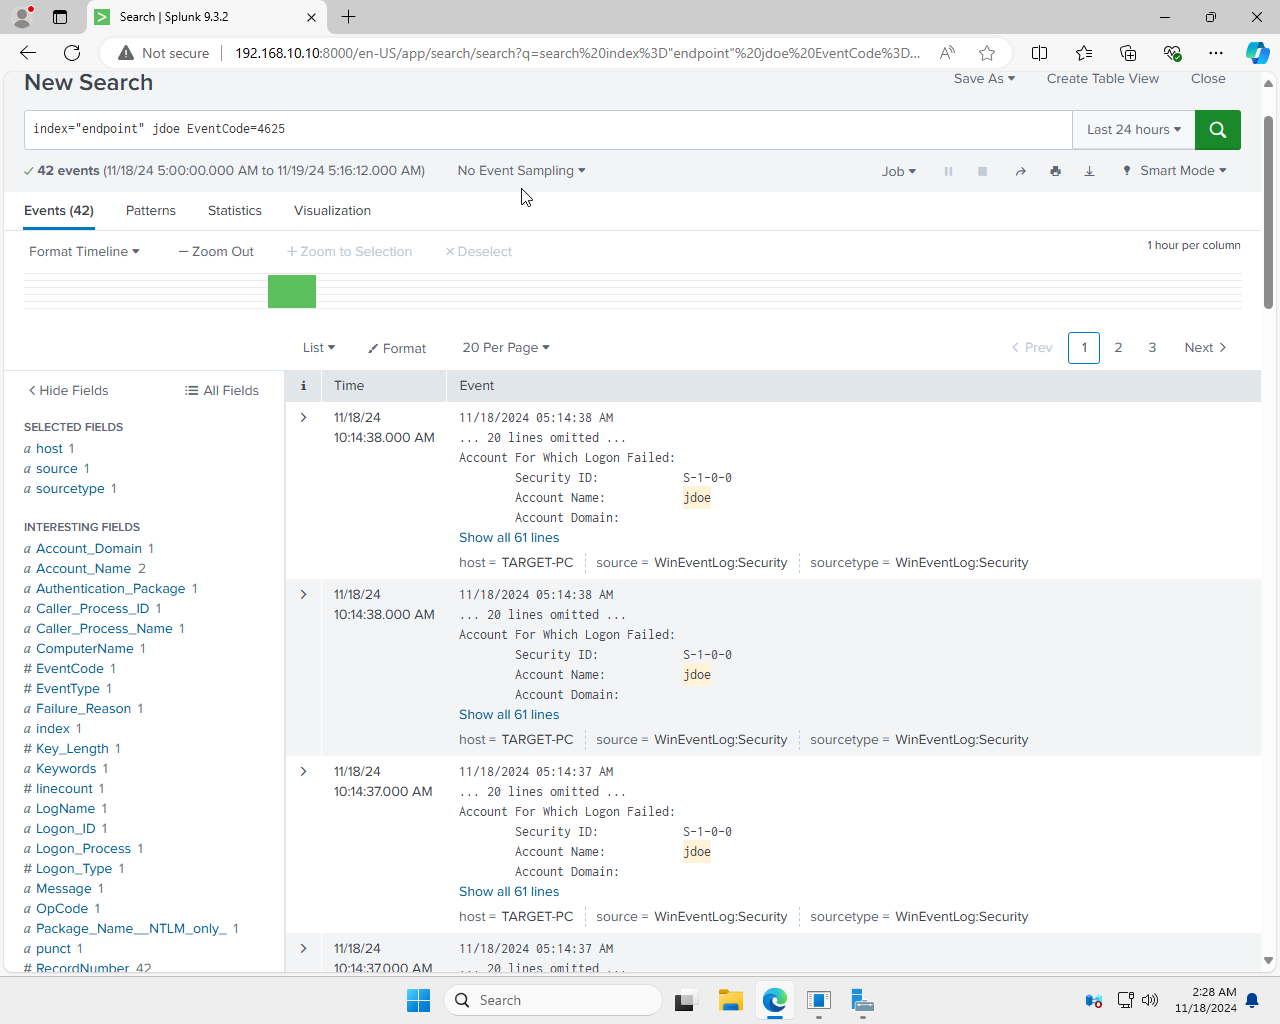 Search | Splunk 9.3.2
Not secure
192.168.10.10:8000/en-US/app/search/search?q=search%20index%3D"endpoint"%20jdoe%20EventCode%3D...
New Search
Save As
Create Table View
Close
index="endpoint" jdoe EventCode=4625
Last 24 hours
42 events (11/18/24 5:00:00.000 AM to 11/19/24 5:16:12.000 AM)
No Event Sampling
Job
Smart Mode
Events (42)
Patterns
Statistics
Visualization
Format Timeline
Zoom Out
Zoom to Selection
Deselect
1 hour per column
List
Format
20 Per Page
Prev
1
2
3
Next
Hide Fields
All Fields
SELECTED FIELDS
a host 1
a source 1
a sourcetype 1
INTERESTING FIELDS
a Account_Domain 1
a Account_Name 2
a Authentication_Package 1
a Caller_Process_ID 1
a Caller_Process_Name 1
a ComputerName 1
# EventCode 1
# EventType 1
a Failure_Reason 1
a index 1
# Key_Length 1
a Keywords 1
# linecount 1
a LogName 1
a Logon_ID 1
a Logon_Process 1
# Logon_Type 1
a Message 1
a OpCode 1
a Package_Name__NTLM_only_ 1
a punct 1
# RecordNumber 42
i
Time
Event
11/18/24
10:14:38.000 AM
11/18/2024 05:14:38 AM
... 20 lines omitted ...
Account For Which Logon Failed:
Security ID: S-1-0-0
Account Name: jdoe
Account Domain:
Show all 61 lines
host = TARGET-PC
source = WinEventLog:Security
sourcetype = WinEventLog:Security
11/18/24
10:14:38.000 AM
11/18/2024 05:14:38 AM
... 20 lines omitted ...
Account For Which Logon Failed:
Security ID: S-1-0-0
Account Name: jdoe
Account Domain:
Show all 61 lines
host = TARGET-PC
source = WinEventLog:Security
sourcetype = WinEventLog:Security
11/18/24
10:14:37.000 AM
11/18/2024 05:14:37 AM
... 20 lines omitted ...
Account For Which Logon Failed:
Security ID: S-1-0-0
Account Name: jdoe
Account Domain:
Show all 61 lines
host = TARGET-PC
source = WinEventLog:Security
sourcetype = WinEventLog:Security
11/18/24
10:14:37.000 AM
11/18/2024 05:14:37 AM
... 20 lines omitted ...
Search
2:28 AM
11/18/2024